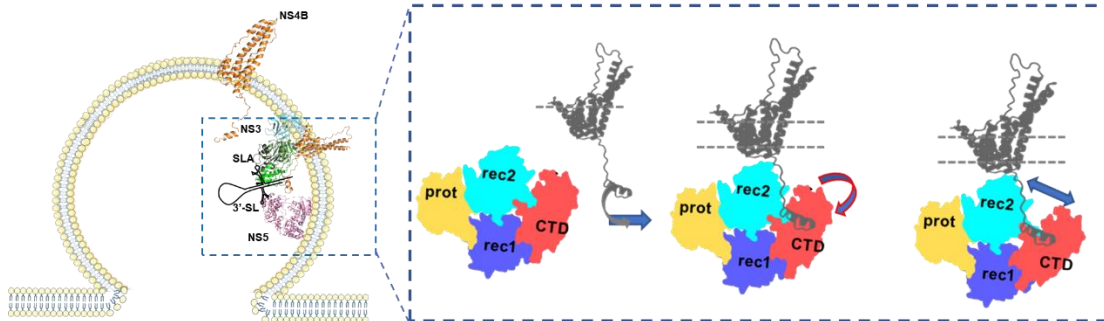 NS4B
NS3
SLA
3'-SL
NS5
prot
rec2
rec1
CTD
prot
rec2
rec1
CTD
prot
rec2
rec1
CTD